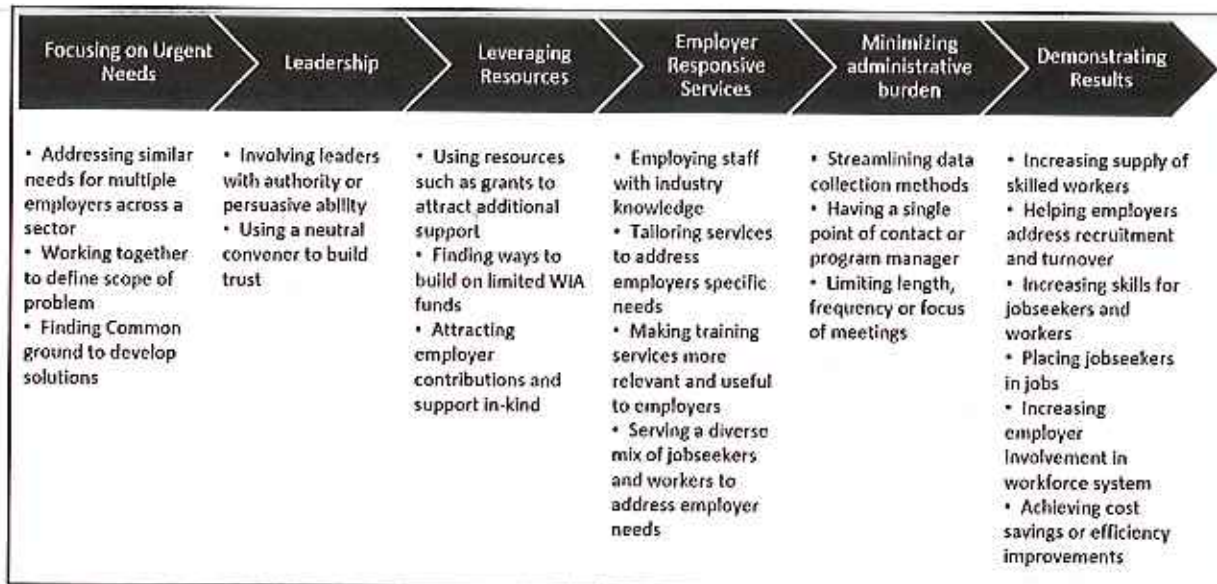 Focusing on Urgent
Needs
Leadership
Leveraging
Resources
Employer
Responsive
Services
Minimizing
administrative
burden
Demonstrating
Results
• Addressing similar
needs for multiple
employers across a
sector
• Working together
to define scope of
problem
• Finding Common
ground to develop
solutions
• Involving leaders
with authority or
persuasive ability
• Using a neutral
convener to build
trust
• Using resources
such as grants to
attract additional
support
• Finding ways to
build on limited WIA
funds
• Attracting
employer
contributions and
support in-kind
• Employing staff
with industry
knowledge
• Tailoring services
to address
employers specific
needs
• Making training
services more
relevant and useful
to employers
• Serving a diverse
mix of jobseekers
and workers to
address employer
needs
• Streamlining data
collection methods
• Having a single
point of contact or
program manager
• Limiting length,
frequency or focus
of meetings
• Increasing supply of
skilled workers
• Helping employers
address recruitment
and turnover
• Increasing skills for
jobseekers and
workers
• Placing jobseekers
in jobs
• Increasing
employer
Involvement in
workforce system
• Achieving cost
savings or efficiency
improvements